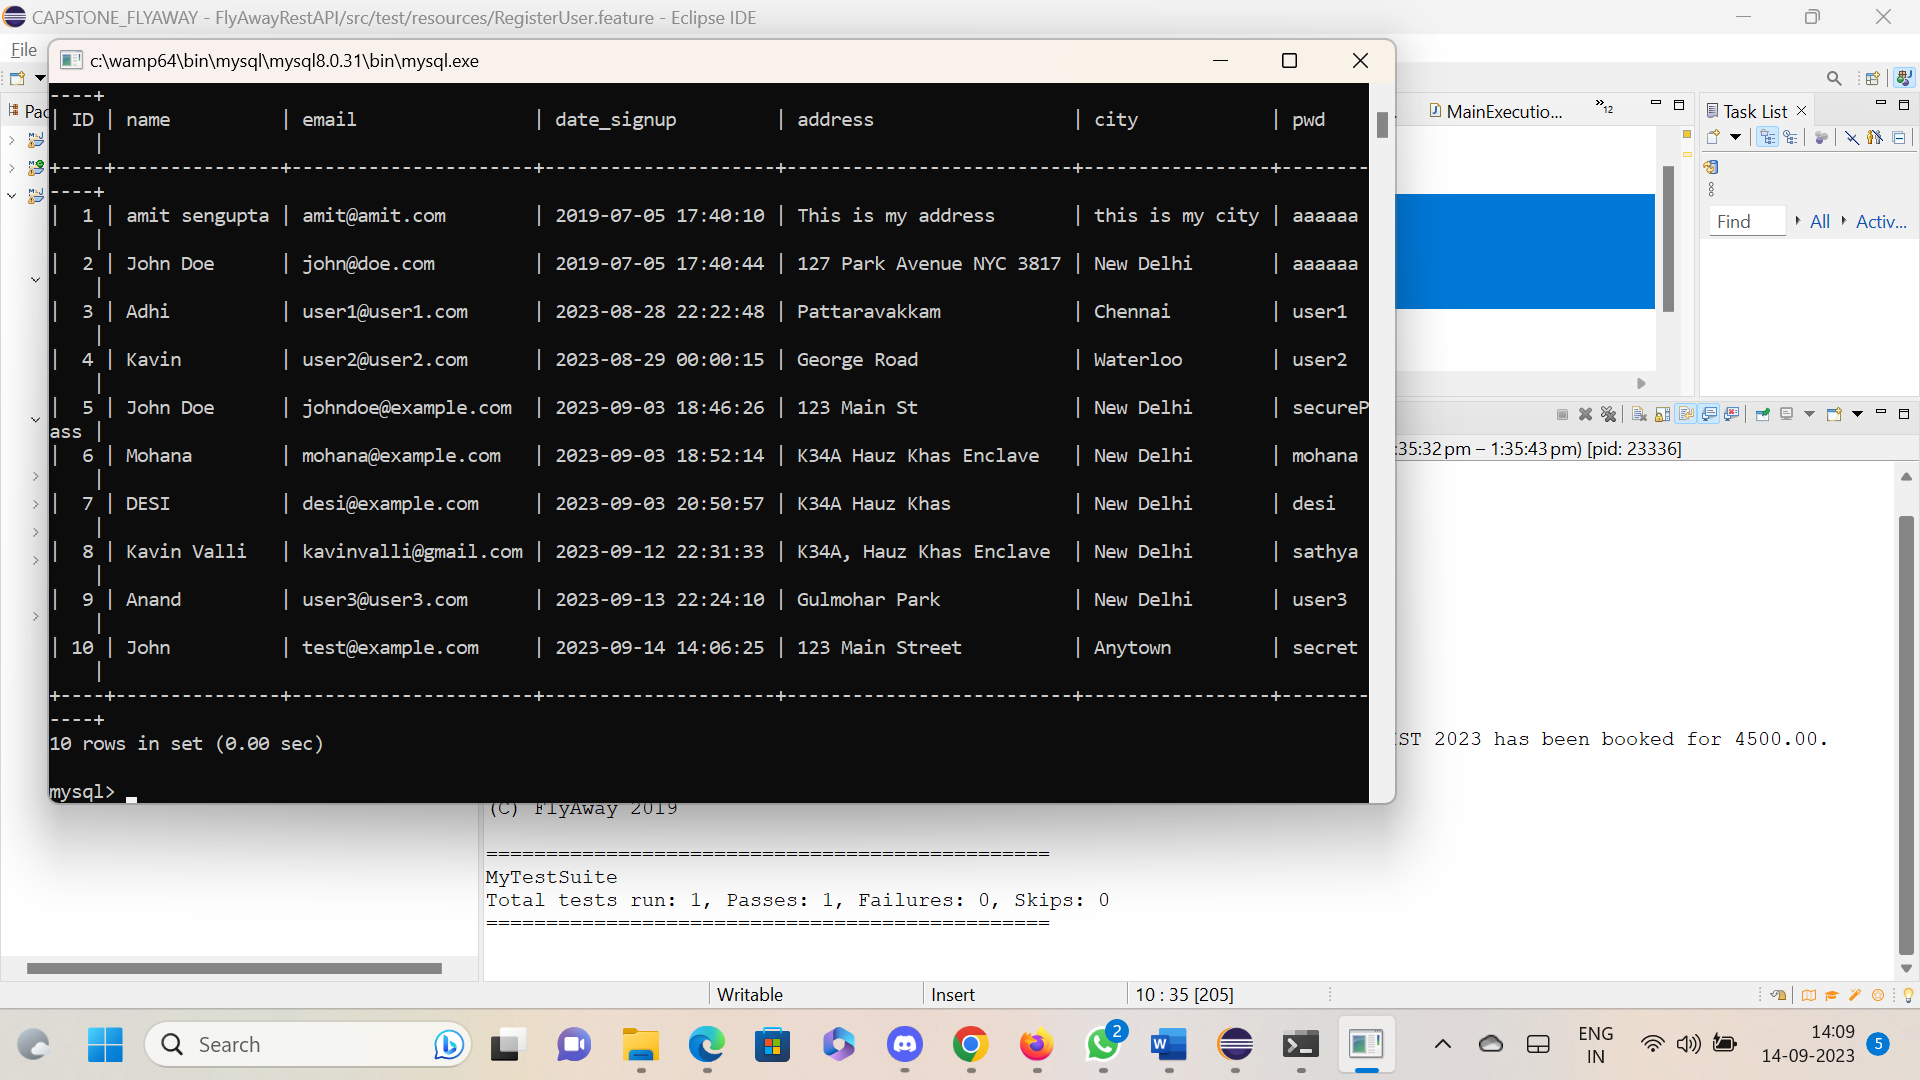 CAPSTONE_FLYAWAY - FlyAwayRestAPI/src/test/resources/RegisterUser.feature - Eclipse IDE
File
c:\wamp64\bin\mysql\mysql8.0.31\bin\mysql.exe
Pac
MainExecutio...
»12
Task List
Find
All
Activ...
----+
| ID | name          | email                | date_signup         | address                  | city            | pwd
    |
+----+---------------+----------------------+---------------------+--------------------------+-----------------+--------
----+
|  1 | amit sengupta | amit@amit.com        | 2019-07-05 17:40:10 | This is my address       | this is my city | aaaaaa
    |
|  2 | John Doe      | john@doe.com         | 2019-07-05 17:40:44 | 127 Park Avenue NYC 3817 | New Delhi       | aaaaaa
    |
|  3 | Adhi          | user1@user1.com      | 2023-08-28 22:22:48 | Pattaravakkam            | Chennai         | user1
    |
|  4 | Kavin         | user2@user2.com      | 2023-08-29 00:00:15 | George Road              | Waterloo        | user2
    |
|  5 | John Doe      | johndoe@example.com  | 2023-09-03 18:46:26 | 123 Main St              | New Delhi       | secureP
ass |
|  6 | Mohana        | mohana@example.com   | 2023-09-03 18:52:14 | K34A Hauz Khas Enclave   | New Delhi       | mohana
    |
|  7 | DESI          | desi@example.com     | 2023-09-03 20:50:57 | K34A Hauz Khas           | New Delhi       | desi
    |
|  8 | Kavin Valli   | kavinvalli@gmail.com | 2023-09-12 22:31:33 | K34A, Hauz Khas Enclave  | New Delhi       | sathya
    |
|  9 | Anand         | user3@user3.com      | 2023-09-13 22:24:10 | Gulmohar Park            | New Delhi       | user3
    |
| 10 | John          | test@example.com     | 2023-09-14 14:06:25 | 123 Main Street          | Anytown         | secret
    |
+----+---------------+----------------------+---------------------+--------------------------+-----------------+--------
----+
10 rows in set (0.00 sec)
mysql>
:35:32 pm – 1:35:43 pm) [pid: 23336]
IST 2023 has been booked for 4500.00.
(C) FlyAway 2019
===============================================
MyTestSuite
Total tests run: 1, Passes: 1, Failures: 0, Skips: 0
===============================================
Writable
Insert
10 : 35 [205]
Search
2
ENG
IN
14:09
14-09-2023
5